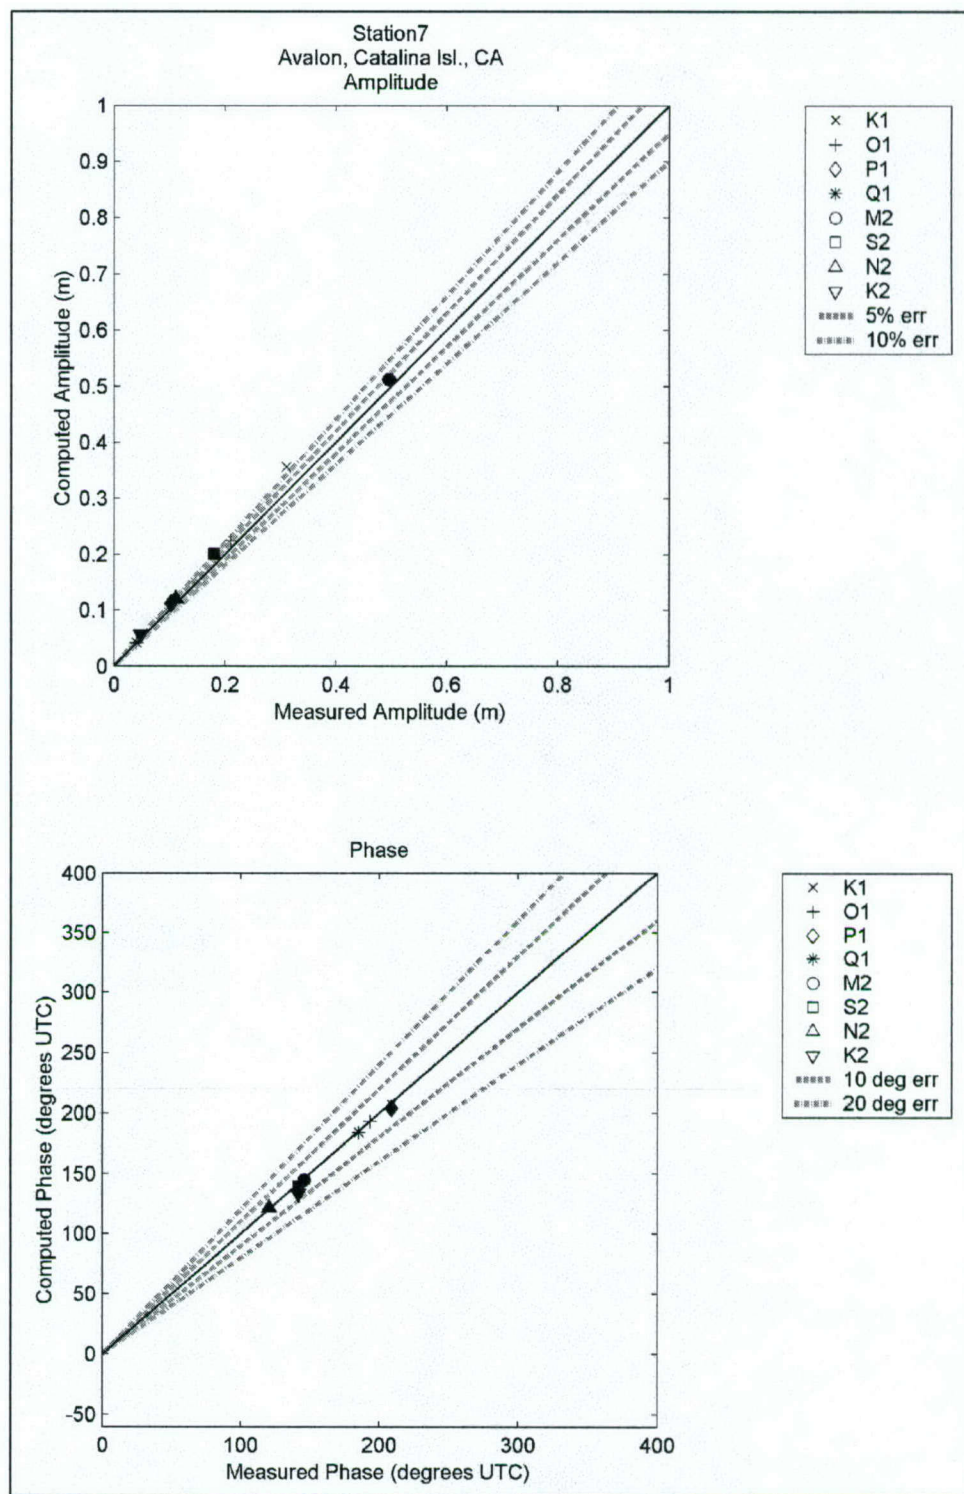 Station7
Avalon, Catalina Isl., CA
Amplitude
1
0.9
0.8
0.7
0.6
0.5
0.4
0.3
0.2
0.1
0
Computed Amplitude (m)
0 0.2 0.4 0.6 0.8 1
Measured Amplitude (m)
K1
O1
P1
Q1
M2
S2
N2
K2
5% err
10% err
Phase
400
350
300
250
200
150
100
50
0
-50
Computed Phase (degrees UTC)
0 100 200 300 400
Measured Phase (degrees UTC)
K1
O1
P1
Q1
M2
S2
N2
K2
10 deg err
20 deg err